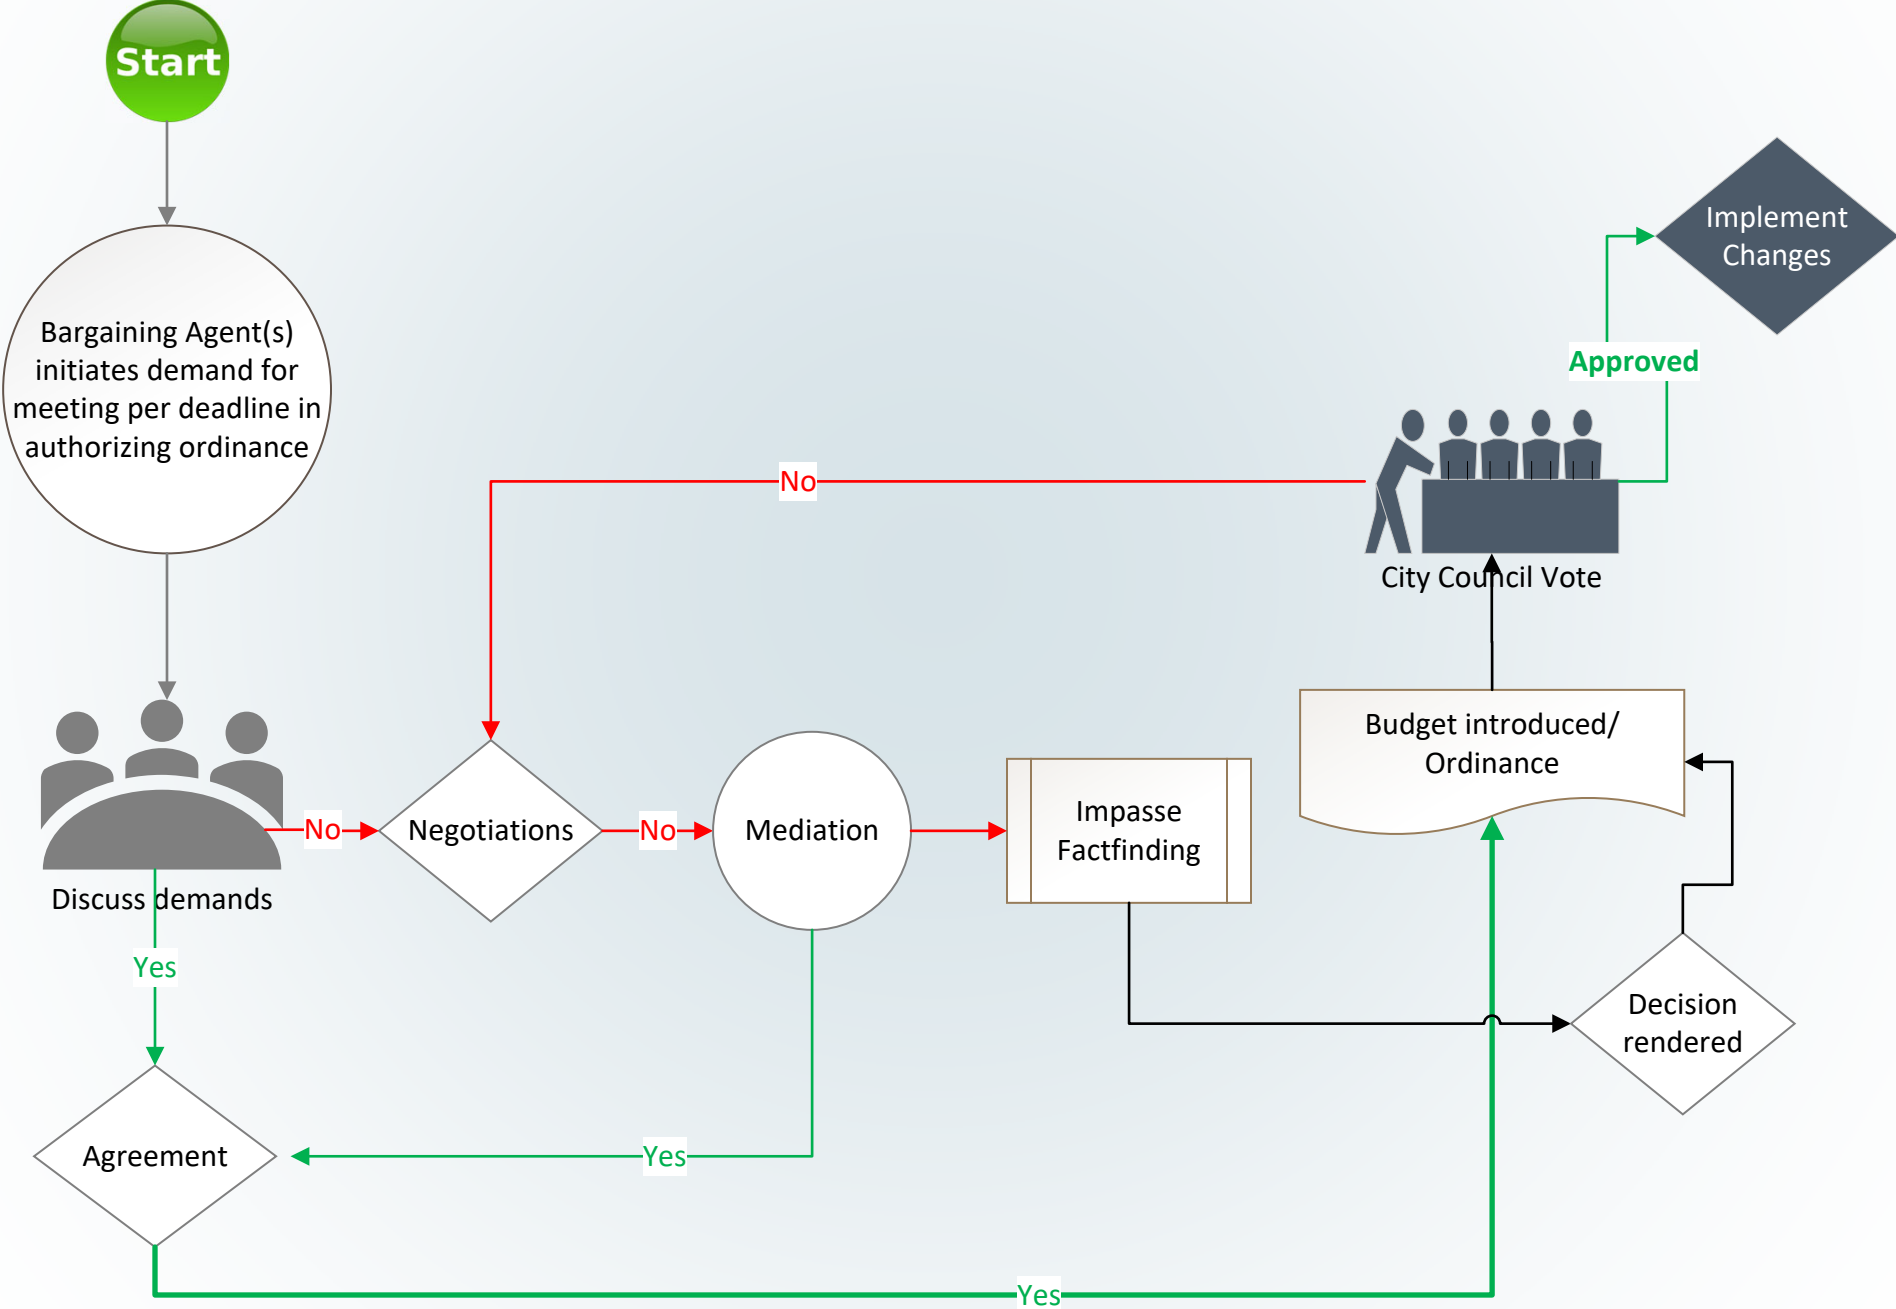 Start
Bargaining Agent(s)
initiates demand for
meeting per deadline in
authorizing ordinance
Implement
Changes
Approved
No
City Council Vote
Budget introduced/
Ordinance
No
Negotiations
No
Mediation
Impasse
Factfinding
Discuss demands
Yes
Decision
rendered
Agreement
Yes
Yes